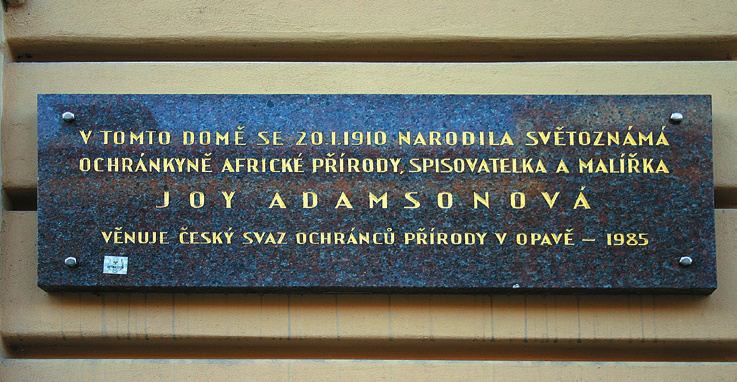 V TOMTO DOMĚ SE 20.1.1910 NARODILA SVĚTOZNÁMÁ
OCHRÁNKYNĚ AFRICKÉ PŘÍRODY, SPISOVATELKA A MALÍŘKA
JOY ADAMSONOVÁ
VĚNUJE ČESKÝ SVAZ OCHRÁNCŮ PŘÍRODY V OPAVĚ – 1985